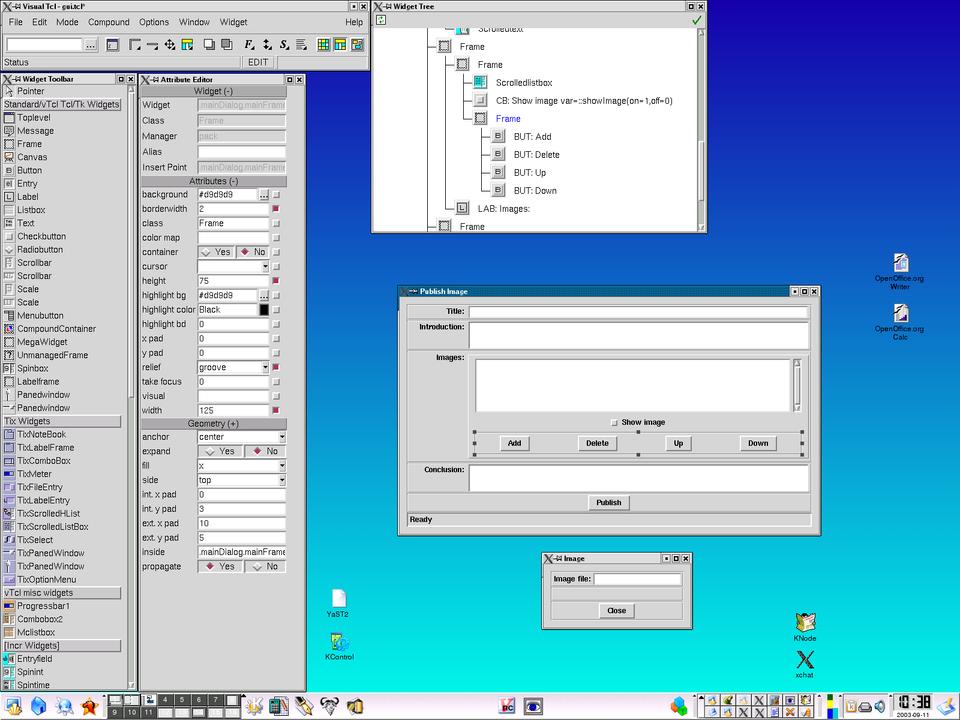 Visual Tcl - gui.tcl*
File Edit Mode Compound Options Window Widget Help
Status
EDIT
Widget Toolbar
Pointer
Standard/vTcl Tcl/Tk Widgets
Toplevel
Message
Frame
Canvas
Button
Entry
Label
Listbox
Text
Checkbutton
Radiobutton
Scrollbar
Scrollbar
Scale
Scale
Menubutton
CompoundContainer
MegaWidget
UnmanagedFrame
Spinbox
Labelframe
Panedwindow
Panedwindow
Tix Widgets
TixNoteBook
TixLabelFrame
TixComboBox
TixMeter
TixFileEntry
TixLabelEntry
TixScrolledHList
TixScrolledListBox
TixSelect
TixPanedWindow
TixPanedWindow
TixOptionMenu
vTcl misc widgets
Progressbar1
Combobox2
Mclistbox
[Incr Widgets]
Entryfield
Spinint
Spintime
Attribute Editor
Widget (-)
Widget .mainDialog.mainFrame
Class Frame
Manager pack
Alias
Insert Point .mainDialog.mainFrame
Attributes (-)
background #d9d9d9 ...
borderwidth 2
class Frame
color map
container Yes No
cursor
height 75
highlight bg #d9d9d9 ...
highlight color Black
highlight bd 0
x pad 0
y pad 0
relief groove
take focus 0
visual
width 125
Geometry (+)
anchor center
expand Yes No
fill x
side top
int. x pad 0
int. y pad 3
ext. x pad 10
ext. y pad 5
inside .mainDialog.mainFrame
propagate Yes No
Widget Tree
Scrolledtext
Frame
Frame
Scrolledlistbox
CB: Show image var=::showImage(on=1,off=0)
Frame
BUT: Add
BUT: Delete
BUT: Up
BUT: Down
LAB: Images:
Frame
OpenOffice.org
Writer
OpenOffice.org
Calc
Publish Image
Title:
Introduction:
Images:
Show image
Add Delete Up Down
Conclusion:
Publish
Ready
Image
Image file:
Close
YaST2
KControl
KNode
xchat
4 5 6 7
9 10 11
10:38
2003-09-11